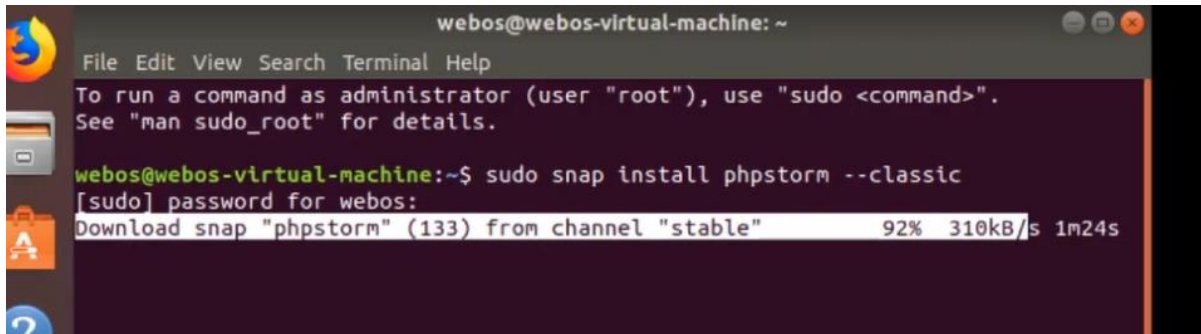 webos@webos-virtual-machine: ~
File Edit View Search Terminal Help
To run a command as administrator (user "root"), use "sudo <command>".
See "man sudo_root" for details.
webos@webos-virtual-machine:~$ sudo snap install phpstorm --classic
[sudo] password for webos:
Download snap "phpstorm" (133) from channel "stable" 92% 310kB/s 1m24s